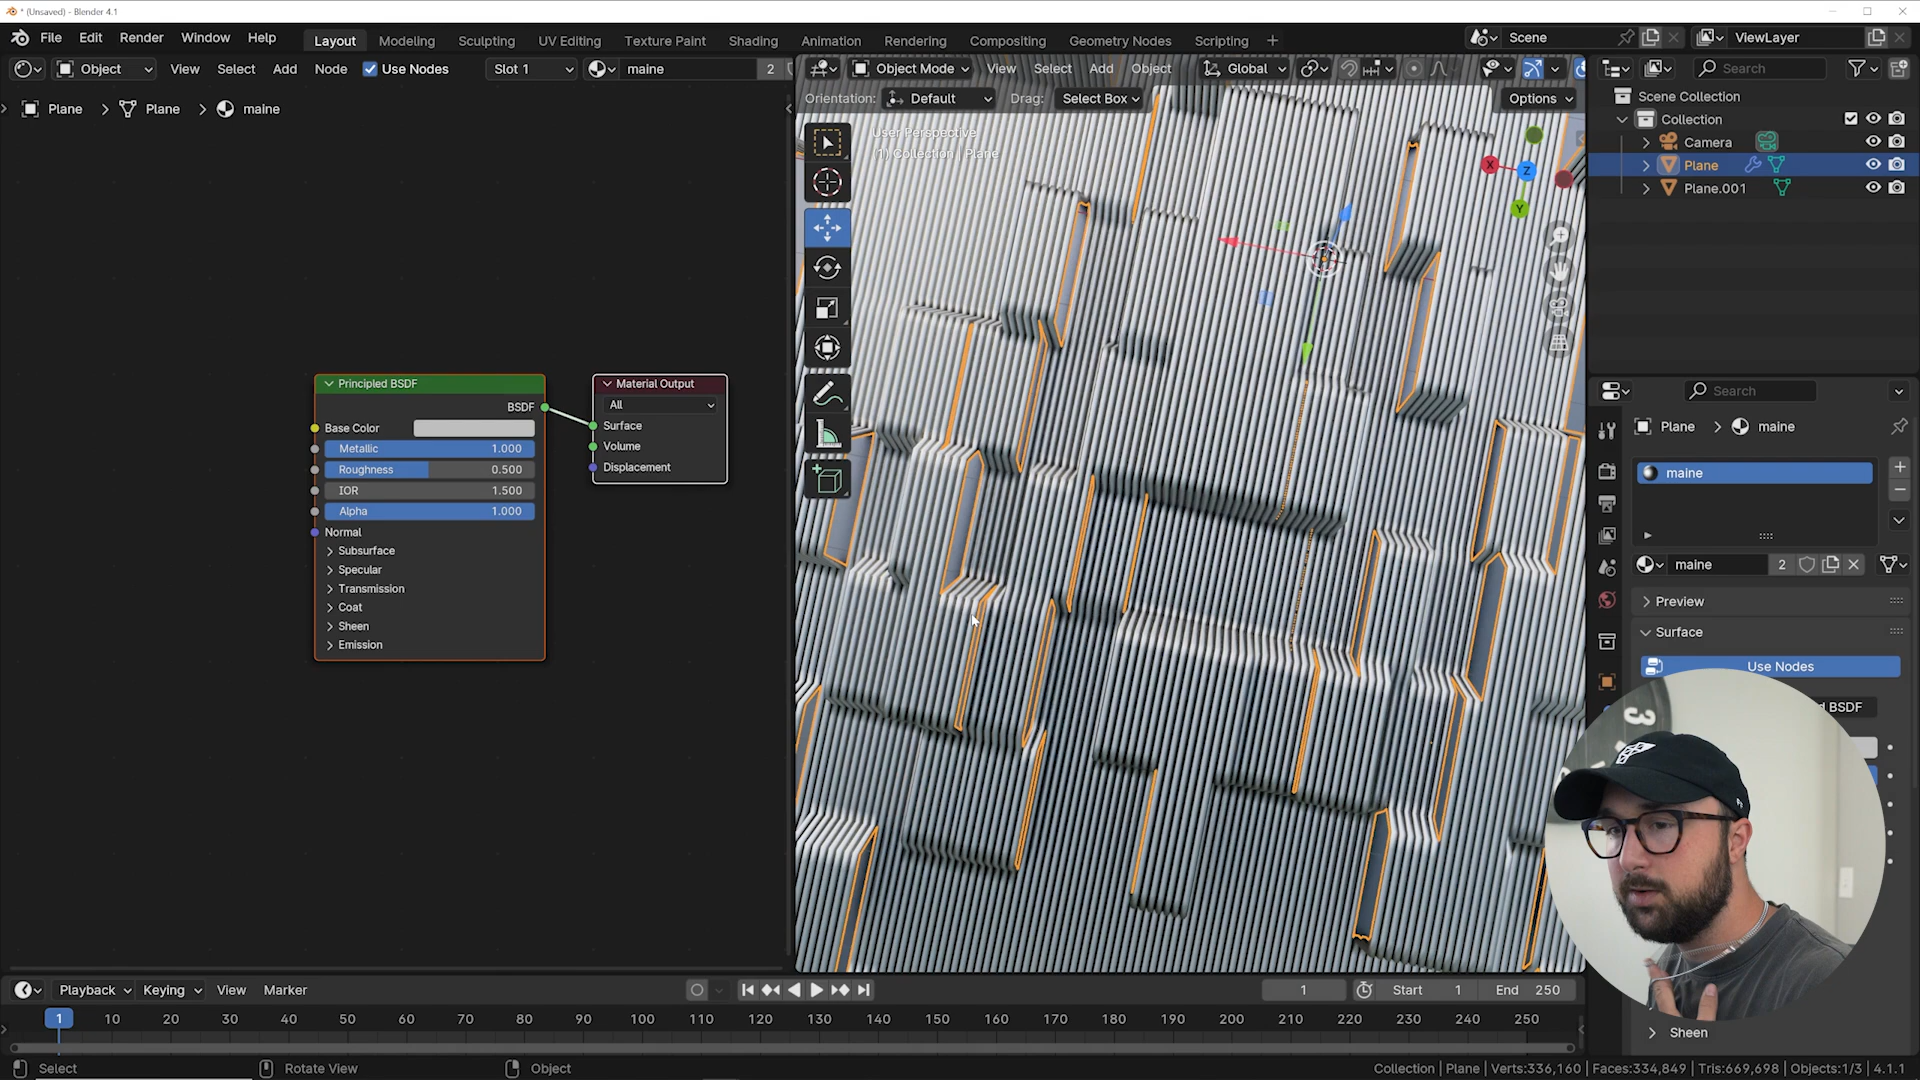 * (Unsaved) - Blender 4.1
File Edit Render Window Help Layout Modeling Sculpting UV Editing Texture Paint Shading Animation Rendering Compositing Geometry Nodes Scripting + Scene ViewLayer
Object View Select Add Node Use Nodes Slot 1 maine 2 Object Mode View Select Add Object Global Search
Plane > Plane > maine
Orientation: Default Drag: Select Box Options
User Perspective
(1) Collection | Plane
X
Z
Y
Scene Collection
Collection
Camera
Plane
Plane.001
Principled BSDF
BSDF
Base Color
Metallic 1.000
Roughness 0.500
IOR 1.500
Alpha 1.000
Normal
Subsurface
Specular
Transmission
Coat
Sheen
Emission
Material Output
All
Surface
Volume
Displacement
Search
Plane > maine
maine
maine 2
Preview
Surface
Use Nodes
d BSDF
3
Sheen
Playback Keying View Marker 1 Start 1 End 250
1 10 20 30 40 50 60 70 80 90 100 110 120 130 140 150 160 170 180 190 200 210 220 230 240 250
Select Rotate View Object Collection | Plane | Verts:336,160 | Faces:334,849 | Tris:669,698 | Objects:1/3 | 4.1.1